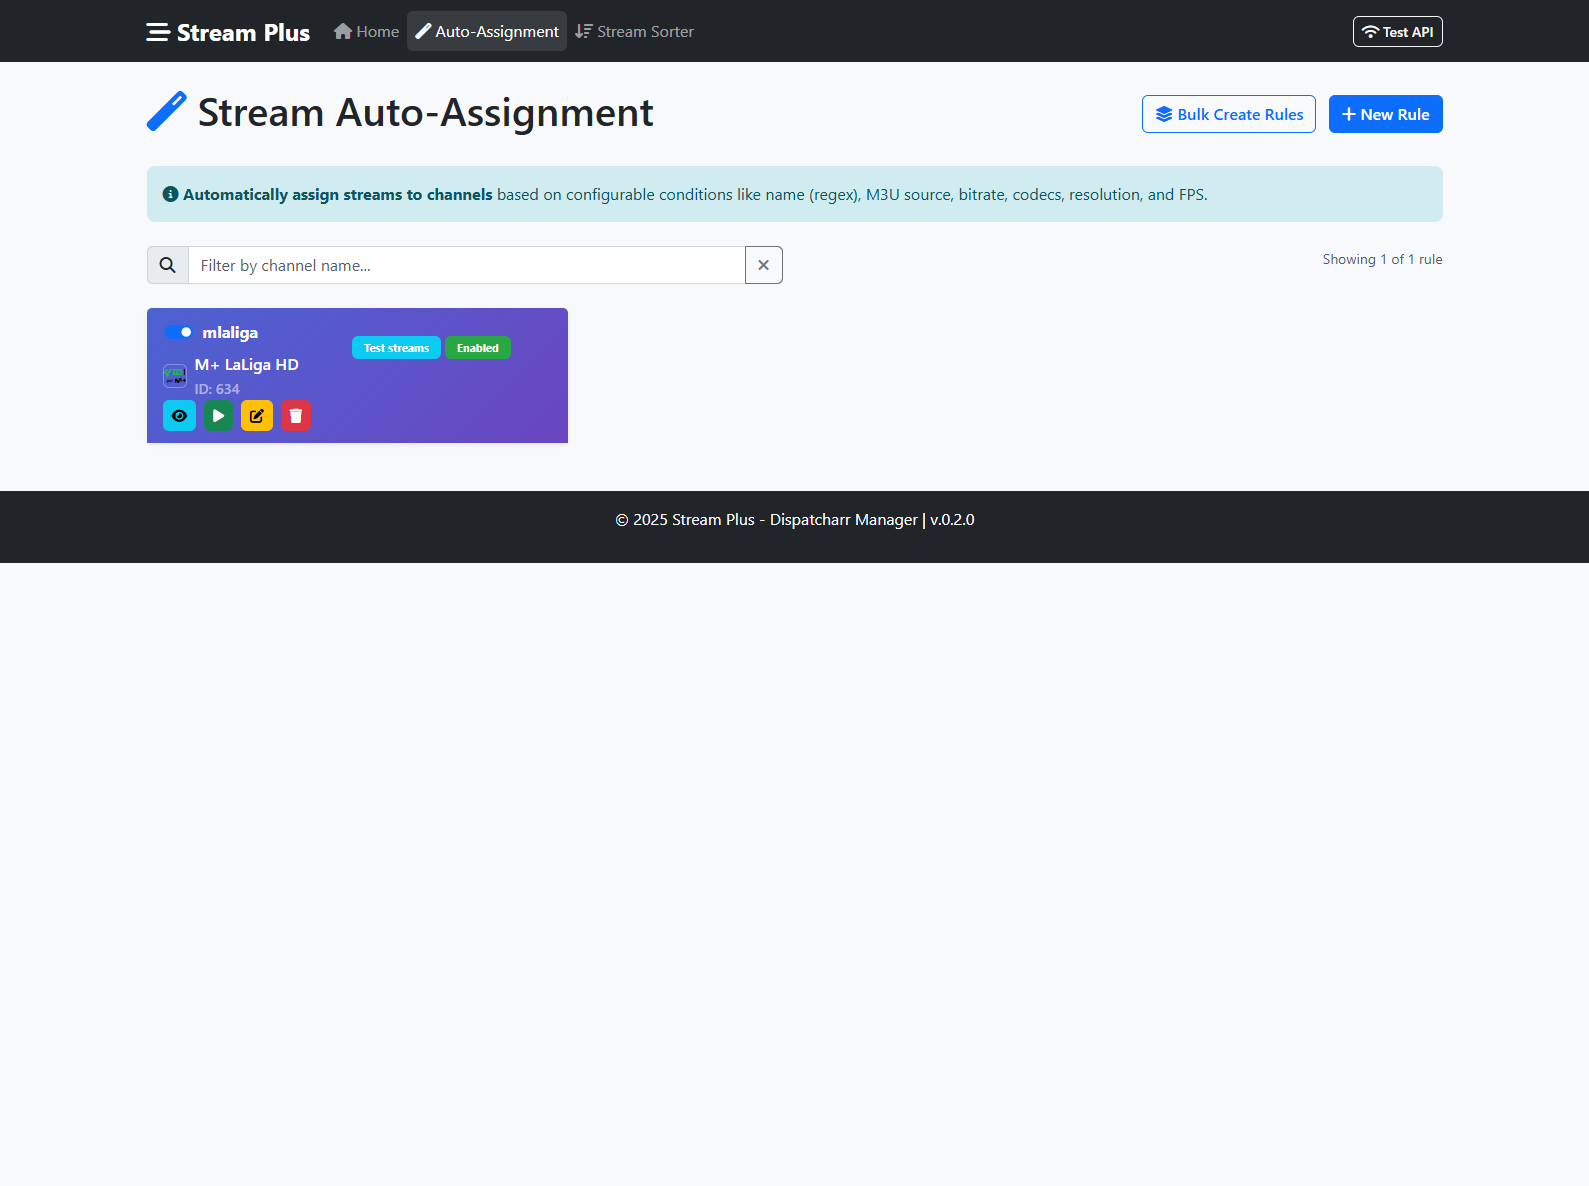 Stream Plus
Home
Auto-Assignment
Stream Sorter
Test API
Stream Auto-Assignment
Bulk Create Rules
New Rule
Automatically assign streams to channels based on configurable conditions like name (regex), M3U source, bitrate, codecs, resolution, and FPS.
Filter by channel name...
Showing 1 of 1 rule
mlaliga
Test streams
Enabled
M+ LaLiga HD
ID: 634
© 2025 Stream Plus - Dispatcharr Manager | v.0.2.0